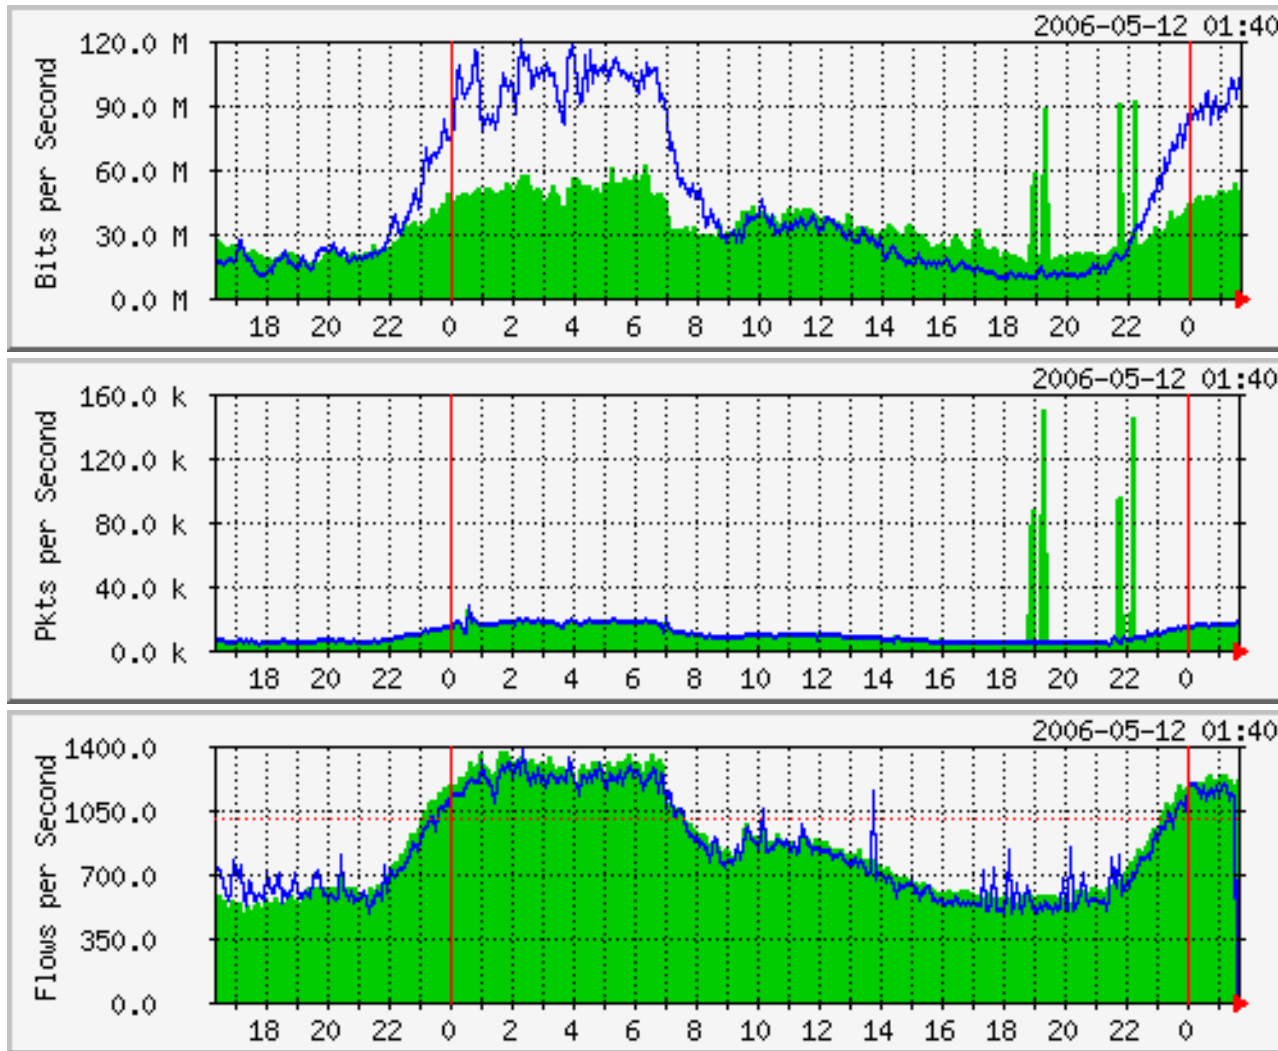 2006-05-12 01:40
120.0 M
90.0 M
60.0 M
30.0 M
0.0 M
Bits per Second
18 20 22 0 2 4 6 8 10 12 14 16 18 20 22 0
2006-05-12 01:40
160.0 k
120.0 k
80.0 k
40.0 k
0.0 k
Pkts per Second
18 20 22 0 2 4 6 8 10 12 14 16 18 20 22 0
2006-05-12 01:40
1400.0
1050.0
700.0
350.0
0.0
Flows per Second
18 20 22 0 2 4 6 8 10 12 14 16 18 20 22 0